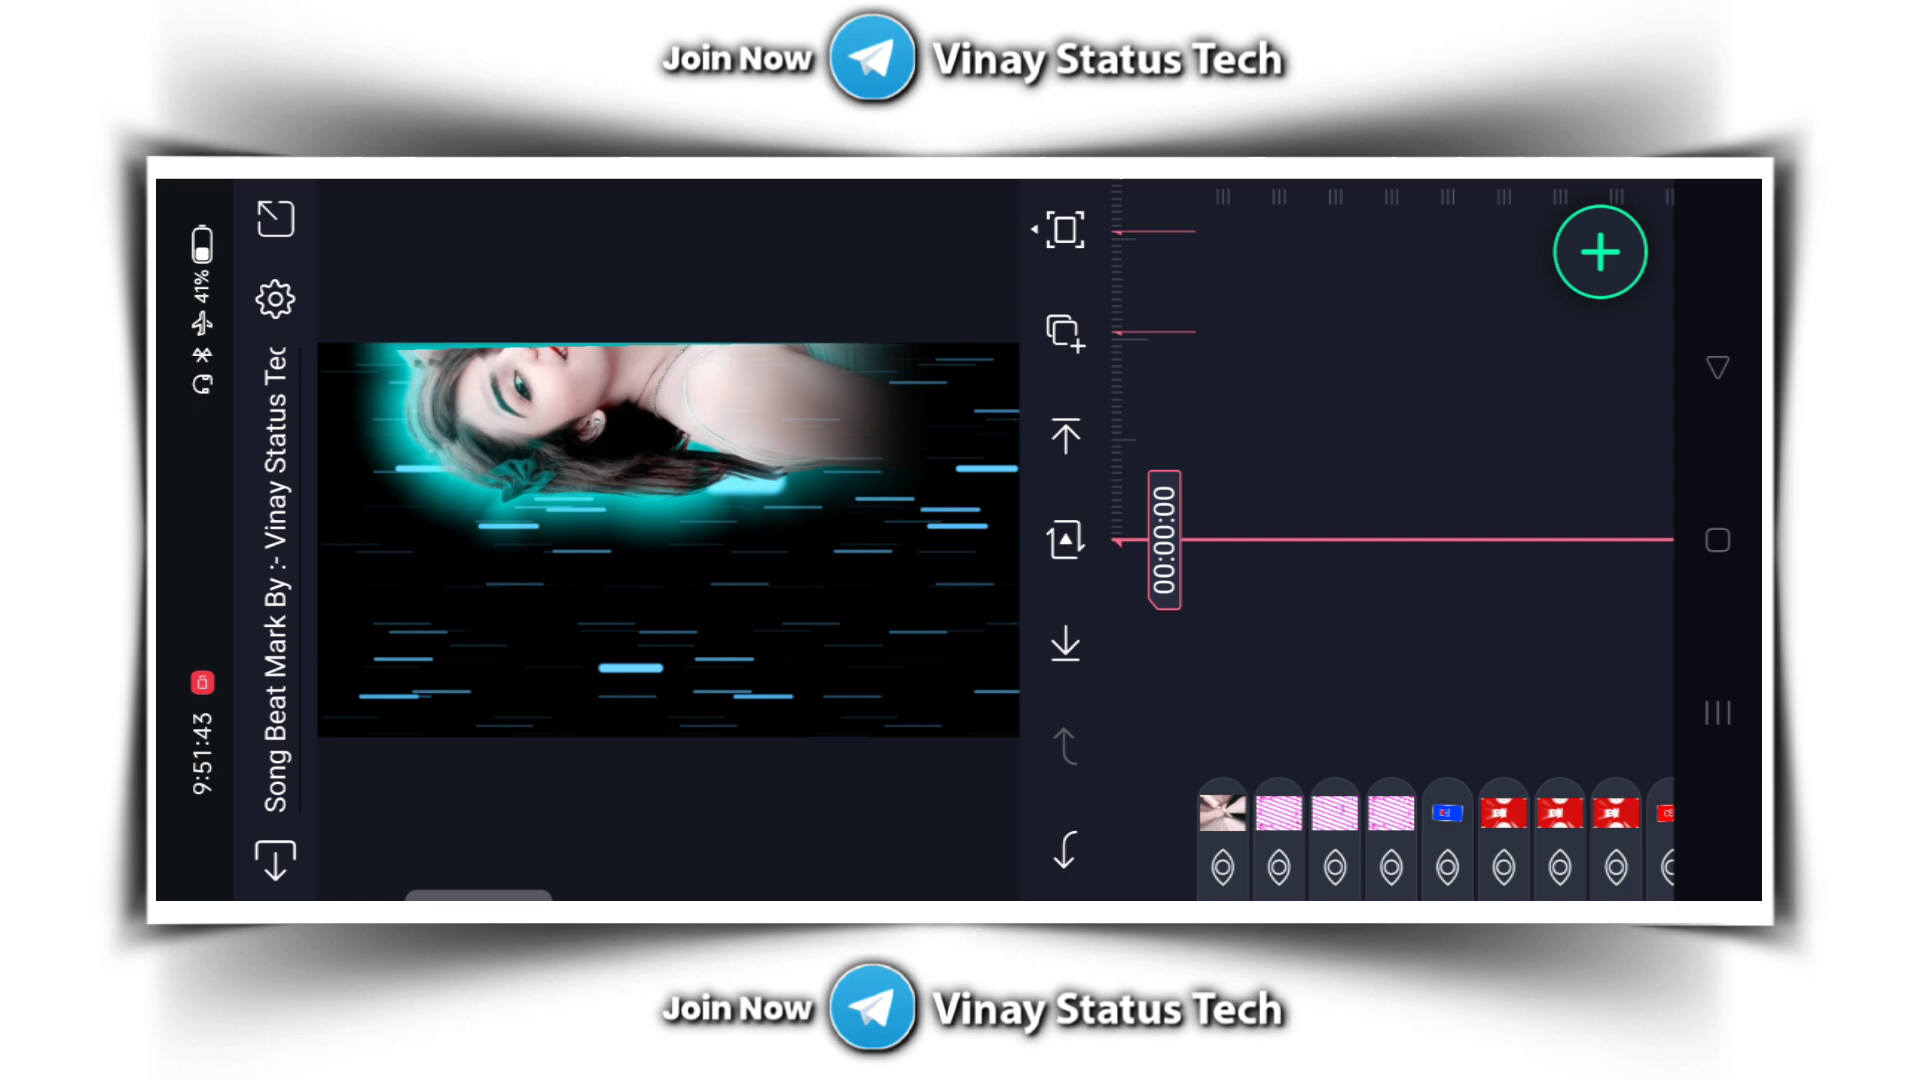 Join Now Vinay Status Tech
9:51:43 41%
Song Beat Mark By :- Vinay Status Tec
00:00:00
Join Now Vinay Status Tech